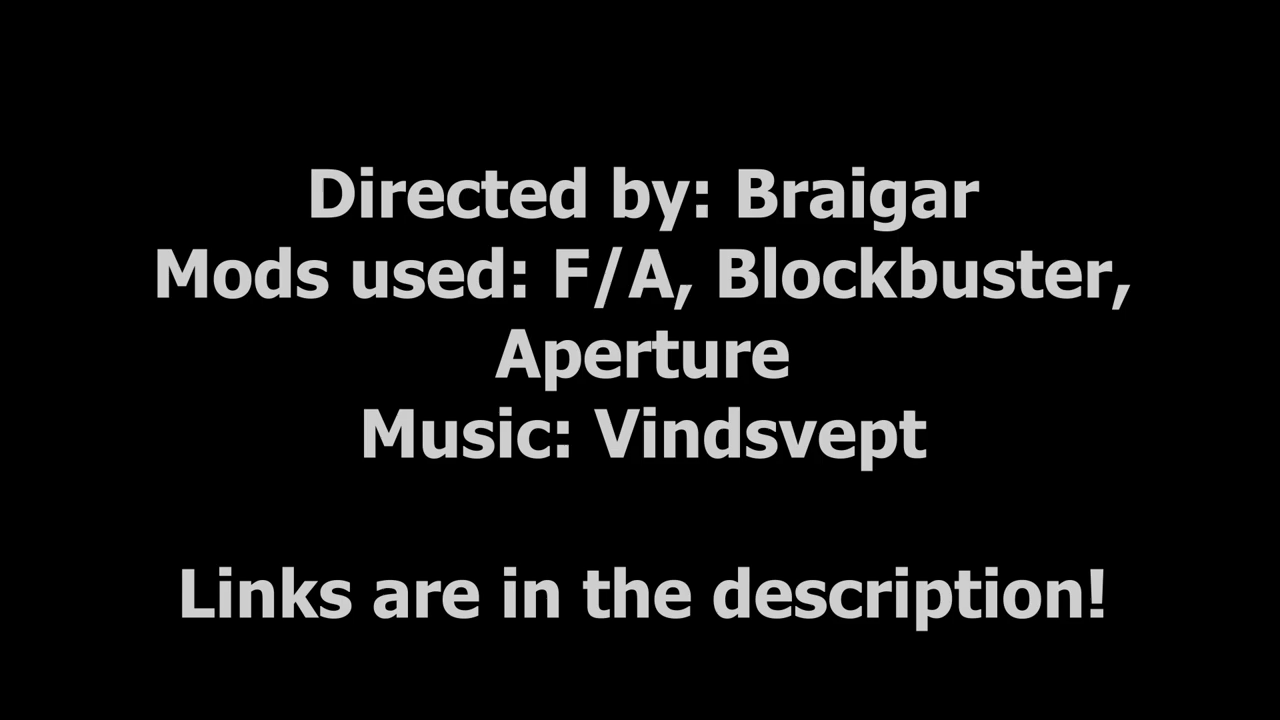 Directed by: Braigar
Mods used: F/A, Blockbuster,
Aperture
Music: Vindsvept
Links are in the description!